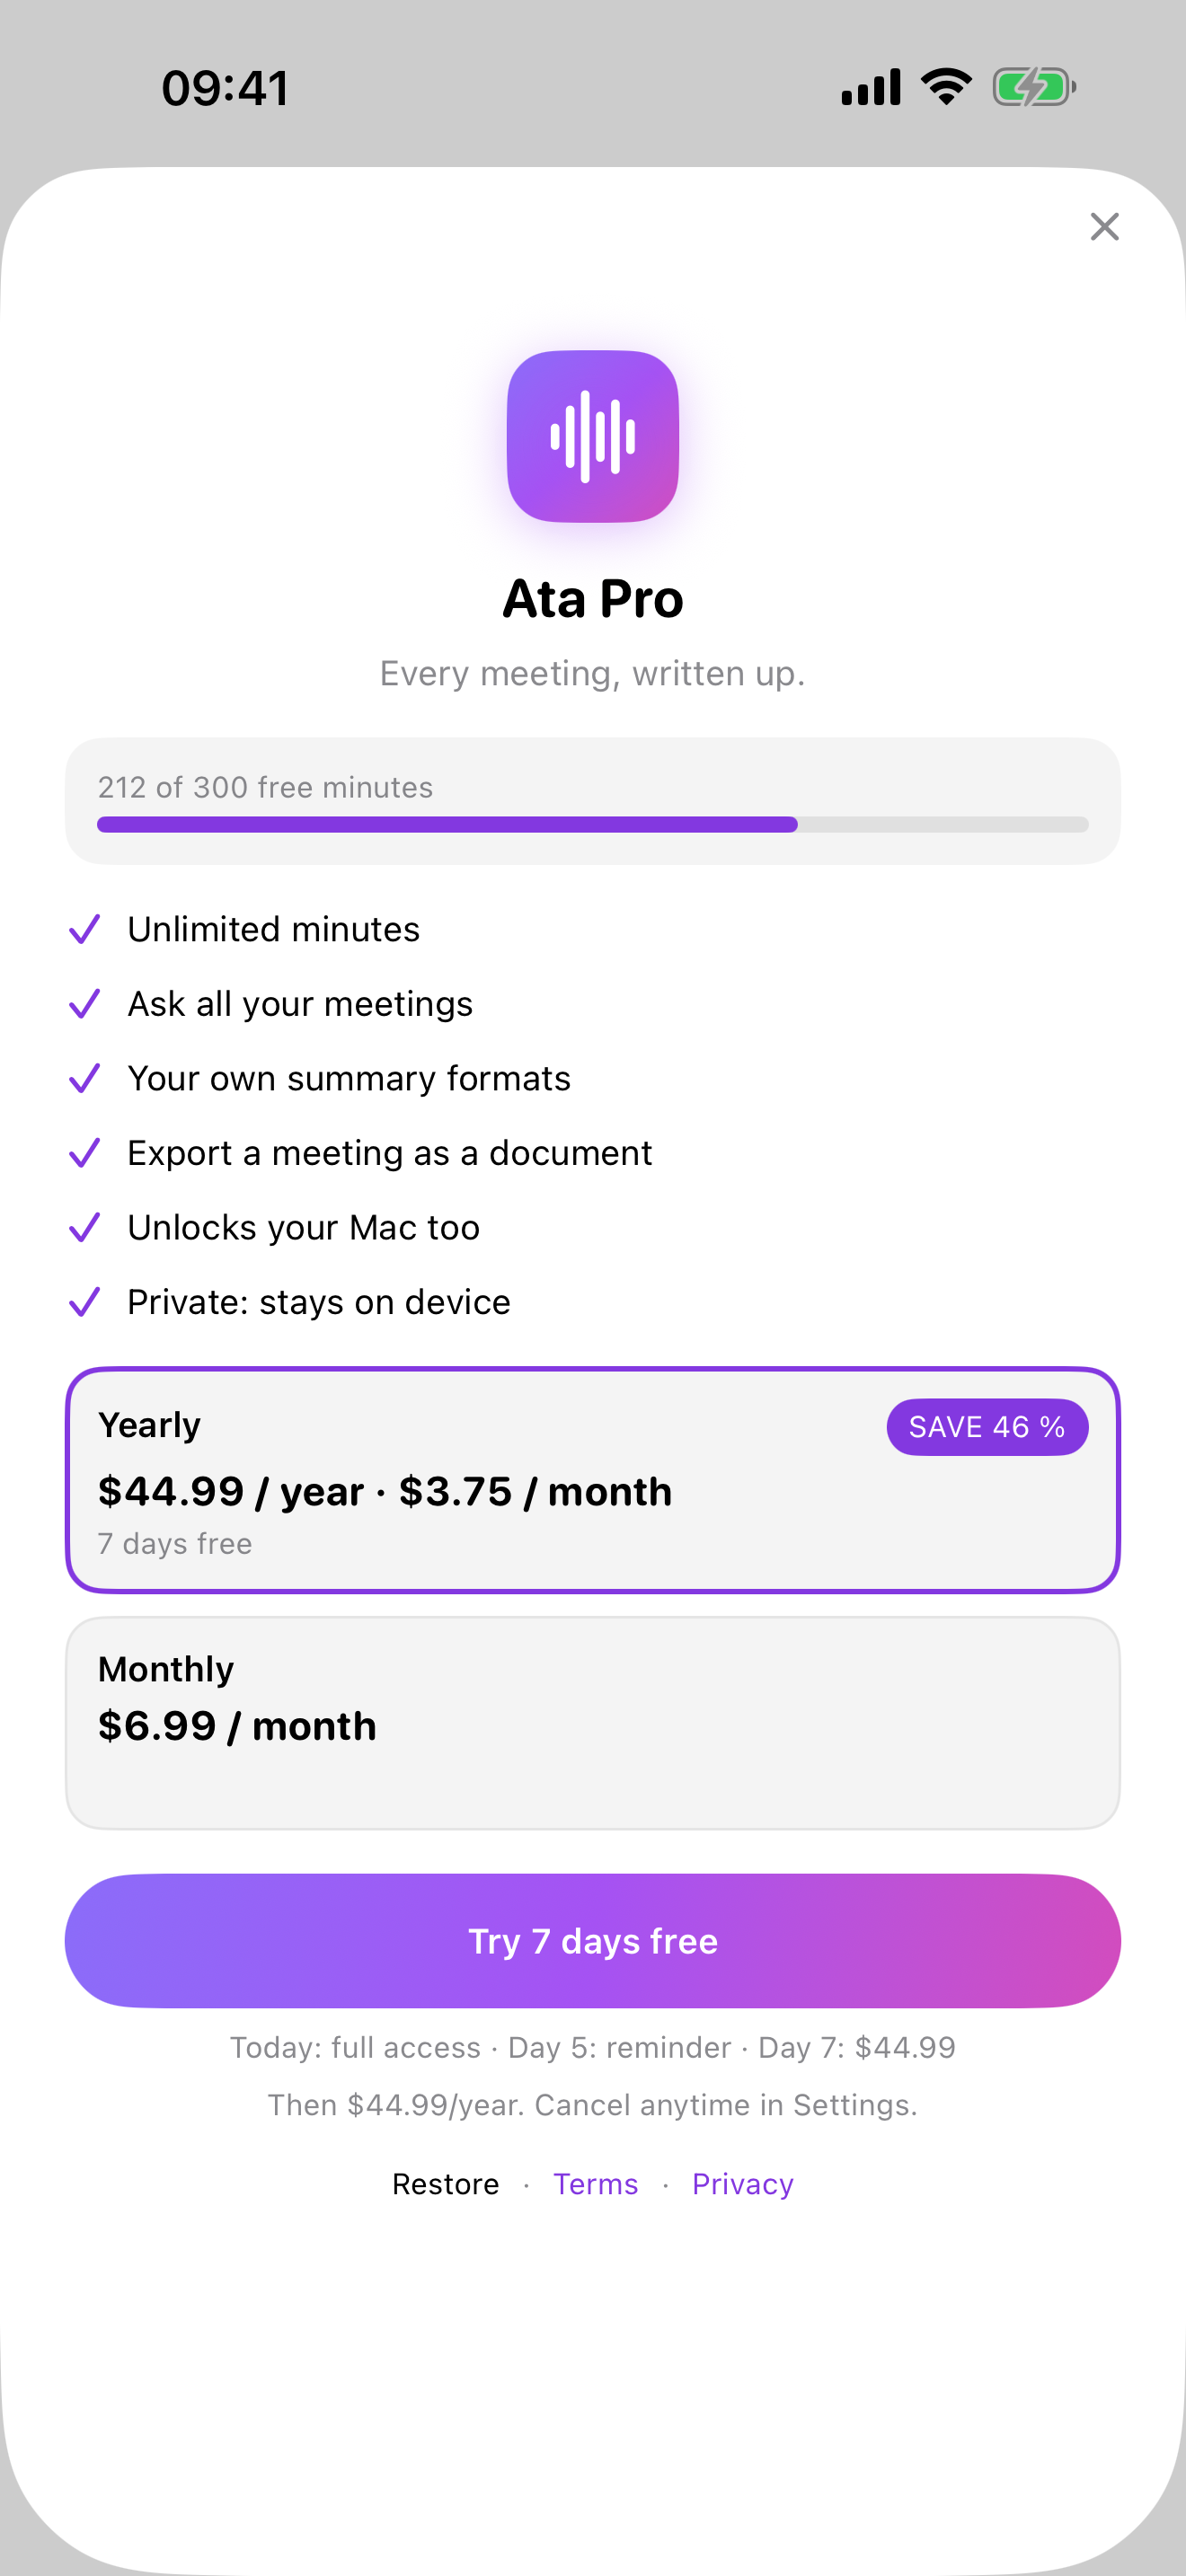 09:41
Ata Pro
Every meeting, written up.
212 of 300 free minutes
Unlimited minutes
Ask all your meetings
Your own summary formats
Export a meeting as a document
Unlocks your Mac too
Private: stays on device
Yearly
SAVE 46 %
$44.99 / year · $3.75 / month
7 days free
Monthly
$6.99 / month
Try 7 days free
Today: full access · Day 5: reminder · Day 7: $44.99
Then $44.99/year. Cancel anytime in Settings.
Restore · Terms · Privacy